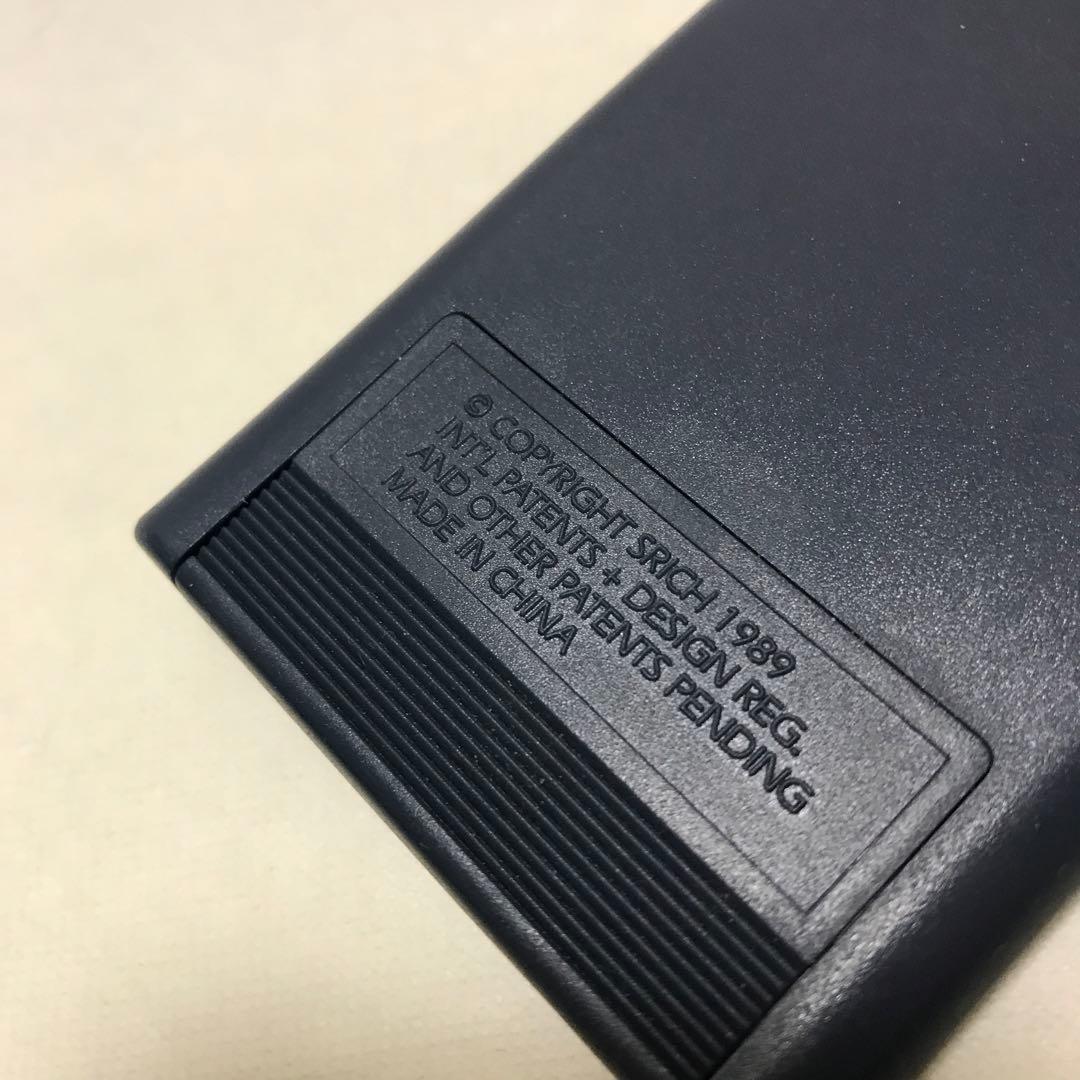 © COPYRIGHT SRICH 1989
INT'L PATENTS + DESIGN REG.
AND OTHER PATENTS PENDING
MADE IN CHINA